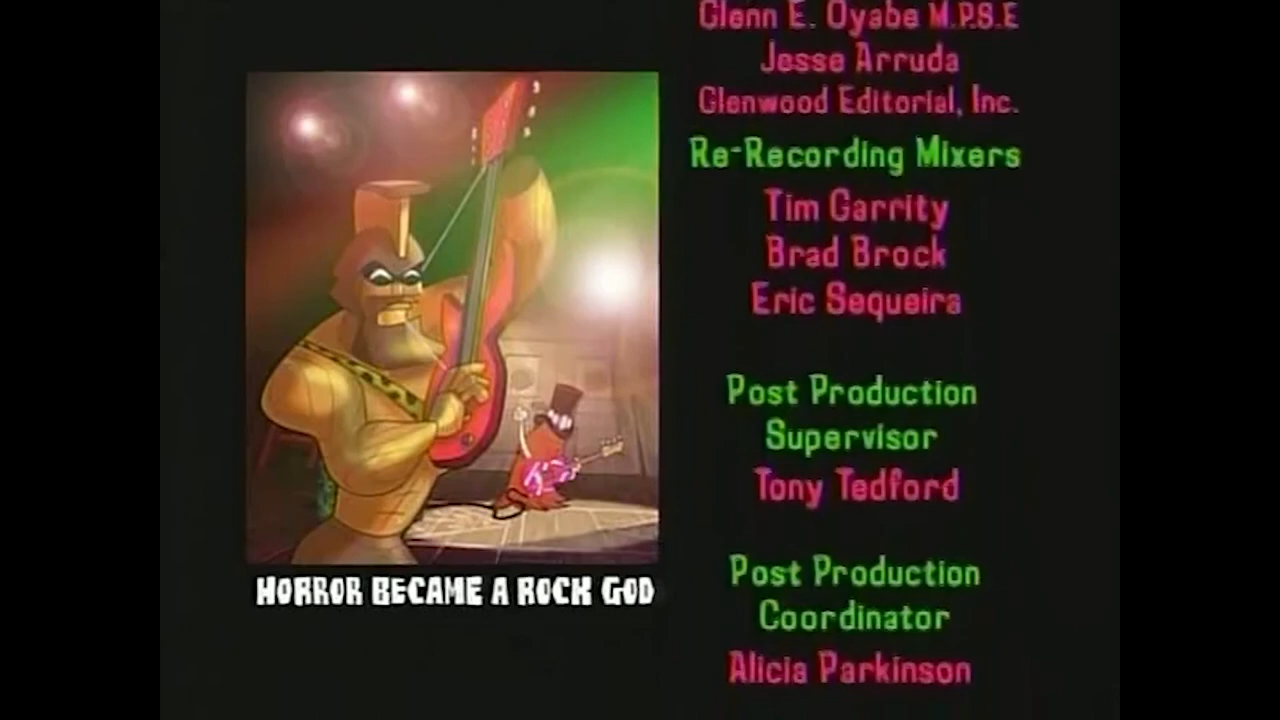 Glenn E. Oyabe M.P.S.E
Jesse Arruda
Glenwood Editorial, Inc.
Re-Recording Mixers
Tim Garrity
Brad Brock
Eric Sequeira
Post Production
Supervisor
Tony Tedford
Post Production
Coordinator
Alicia Parkinson
HORROR BECAME A ROCK GOD